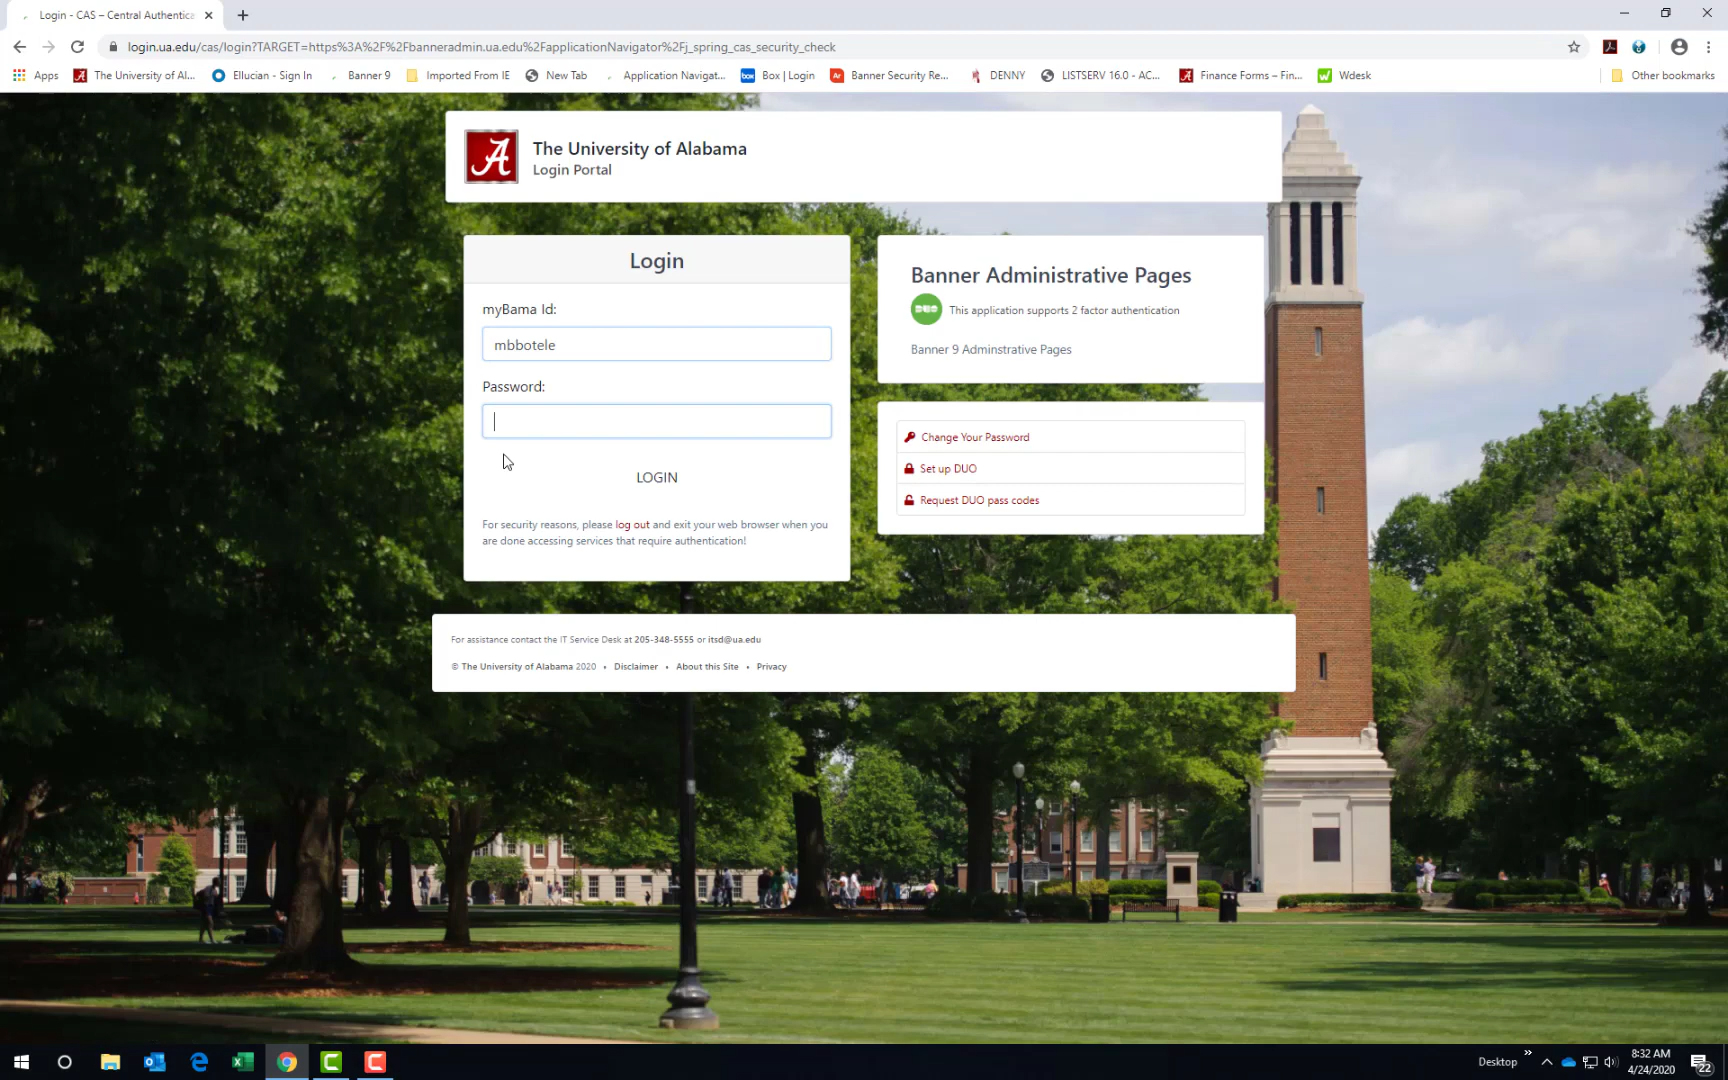 Login - CAS – Central Authentica
login.ua.edu/cas/login?TARGET=https%3A%2F%2Fbanneradmin.ua.edu%2FapplicationNavigator%2Fj_spring_cas_security_check
Apps The University of Al... Ellucian - Sign In Banner 9 Imported From IE New Tab Application Navigat... box Box | Login Ar Banner Security Re... DENNY LISTSERV 16.0 - AC... Finance Forms – Fin... Wdesk Other bookmarks
A The University of Alabama
Login Portal
Login
myBama Id:
mbbotele
Password:
LOGIN
For security reasons, please log out and exit your web browser when you
are done accessing services that require authentication!
Banner Administrative Pages
DUO This application supports 2 factor authentication
Banner 9 Adminstrative Pages
Change Your Password
Set up DUO
Request DUO pass codes
For assistance contact the IT Service Desk at 205-348-5555 or itsd@ua.edu
© The University of Alabama 2020 • Disclaimer • About this Site • Privacy
Desktop
8:32 AM
4/24/2020
22